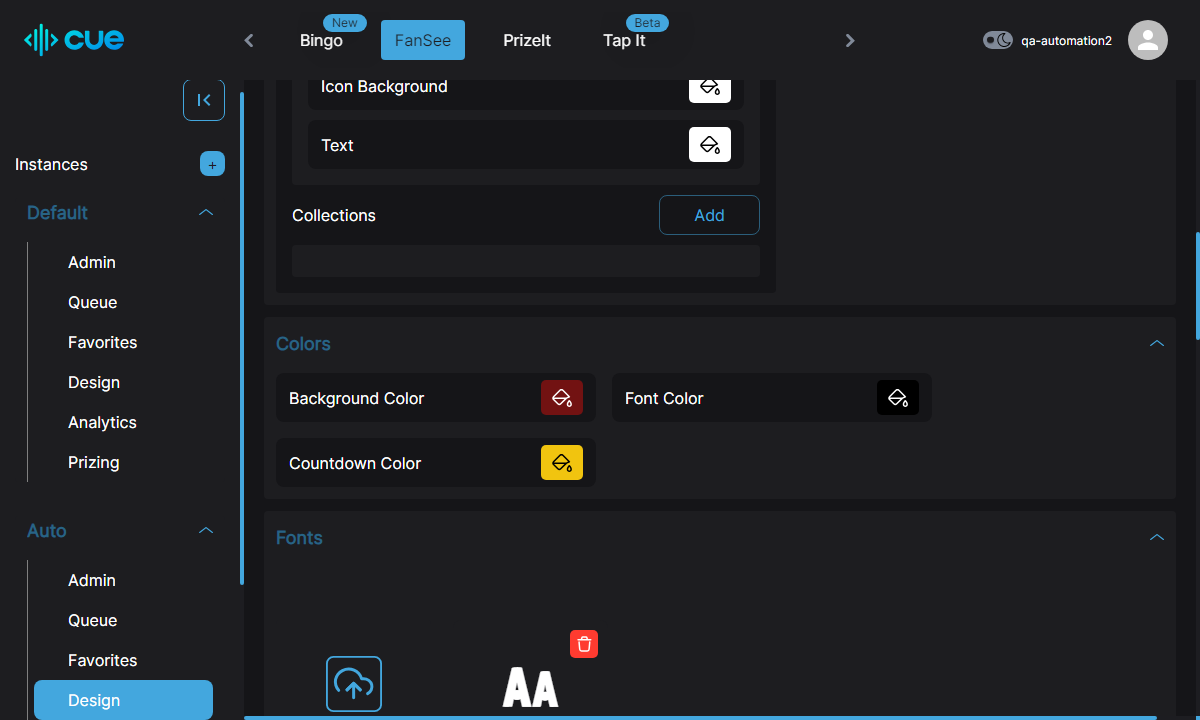 cue
New
Bingo
FanSee
PrizeIt
Beta
Tap It
qa-automation2
Instances
+
Default
Admin
Queue
Favorites
Design
Analytics
Prizing
Auto
Admin
Queue
Favorites
Design
Icon Background
Text
Collections
Add
Colors
Background Color
Font Color
Countdown Color
Fonts
AA